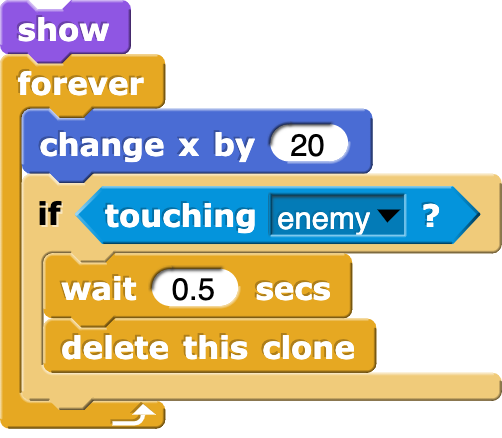 show
forever
change x by 20
if touching enemy ?
wait 0.5 secs
delete this clone